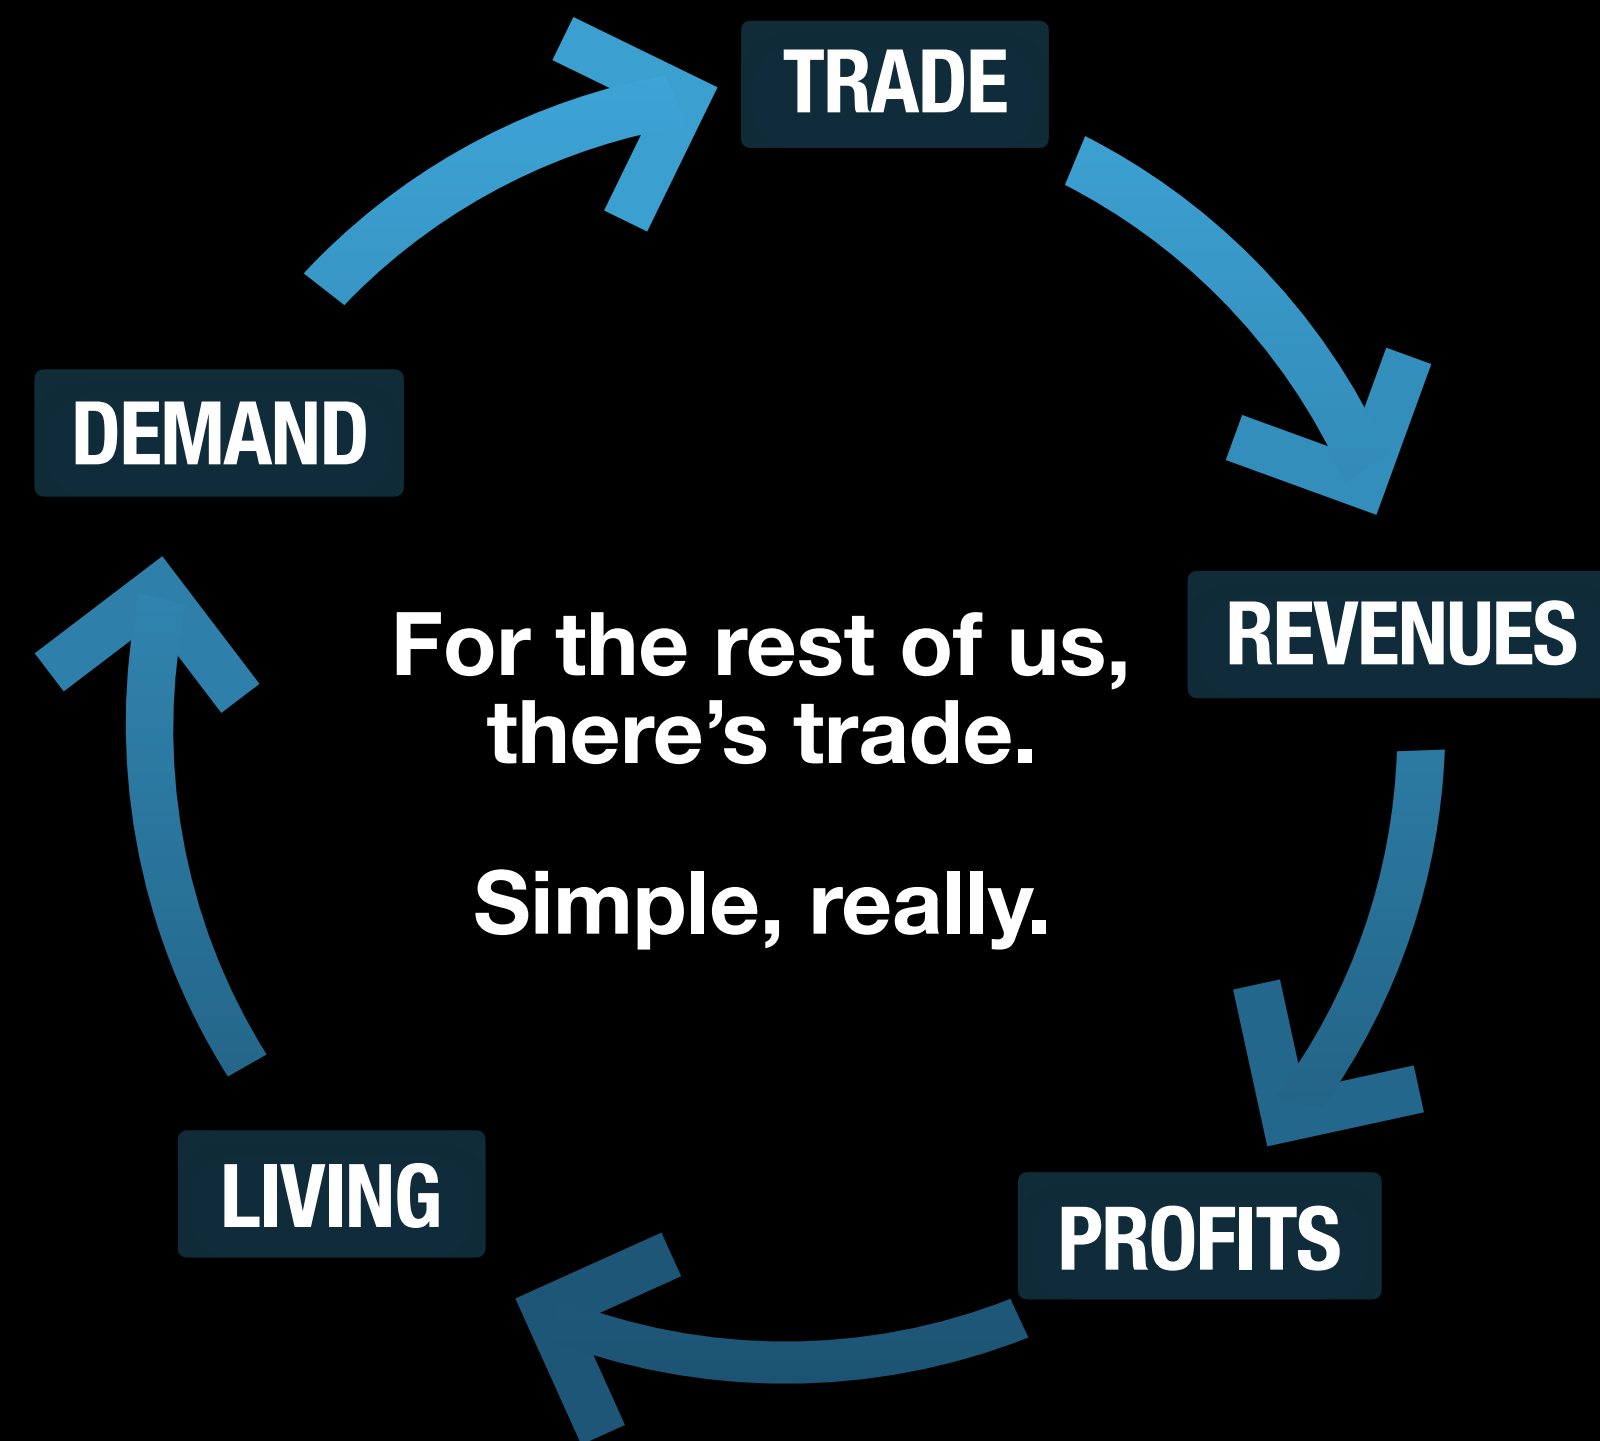 TRADE
DEMAND
REVENUES
For the rest of us,
there’s trade.
Simple, really.
LIVING
PROFITS